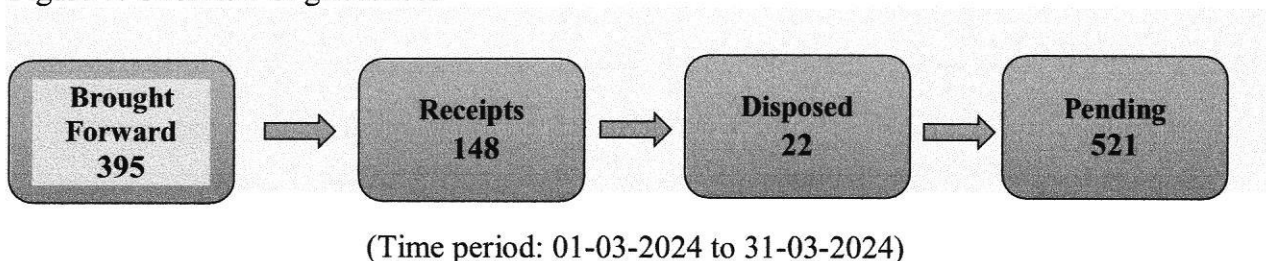 Brought
Forward
395
Receipts
148
Disposed
22
Pending
521
(Time period: 01-03-2024 to 31-03-2024)